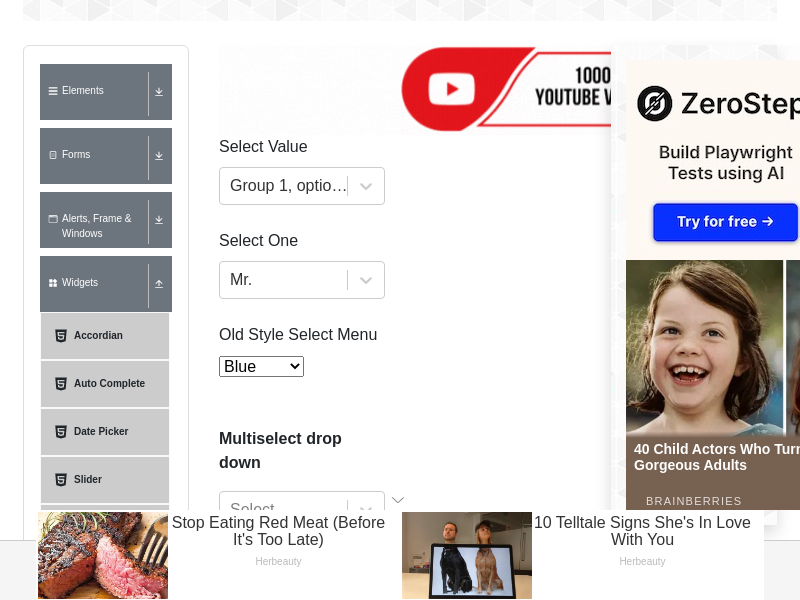 Elements
Forms
Alerts, Frame &
Windows
Widgets
Accordian
Auto Complete
Date Picker
Slider
1000
YOUTUBE
Select Value
Group 1, optio...
Select One
Mr.
Old Style Select Menu
Blue
Multiselect drop
down
Select...
ZeroStep
Build Playwright
Tests using AI
Try for free →
40 Child Actors Who Turn
Gorgeous Adults
BRAINBERRIES
Stop Eating Red Meat (Before
It's Too Late)
Herbeauty
10 Telltale Signs She's In Love
With You
Herbeauty